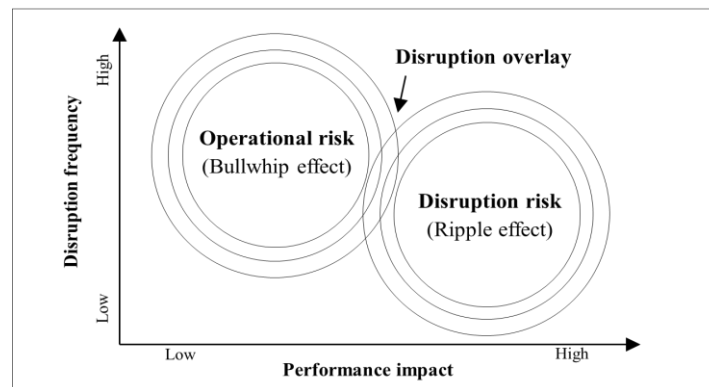 High
Disruption frequency
Low
Disruption overlay
Operational risk
(Bullwhip effect)
Disruption risk
(Ripple effect)
Low
High
Performance impact